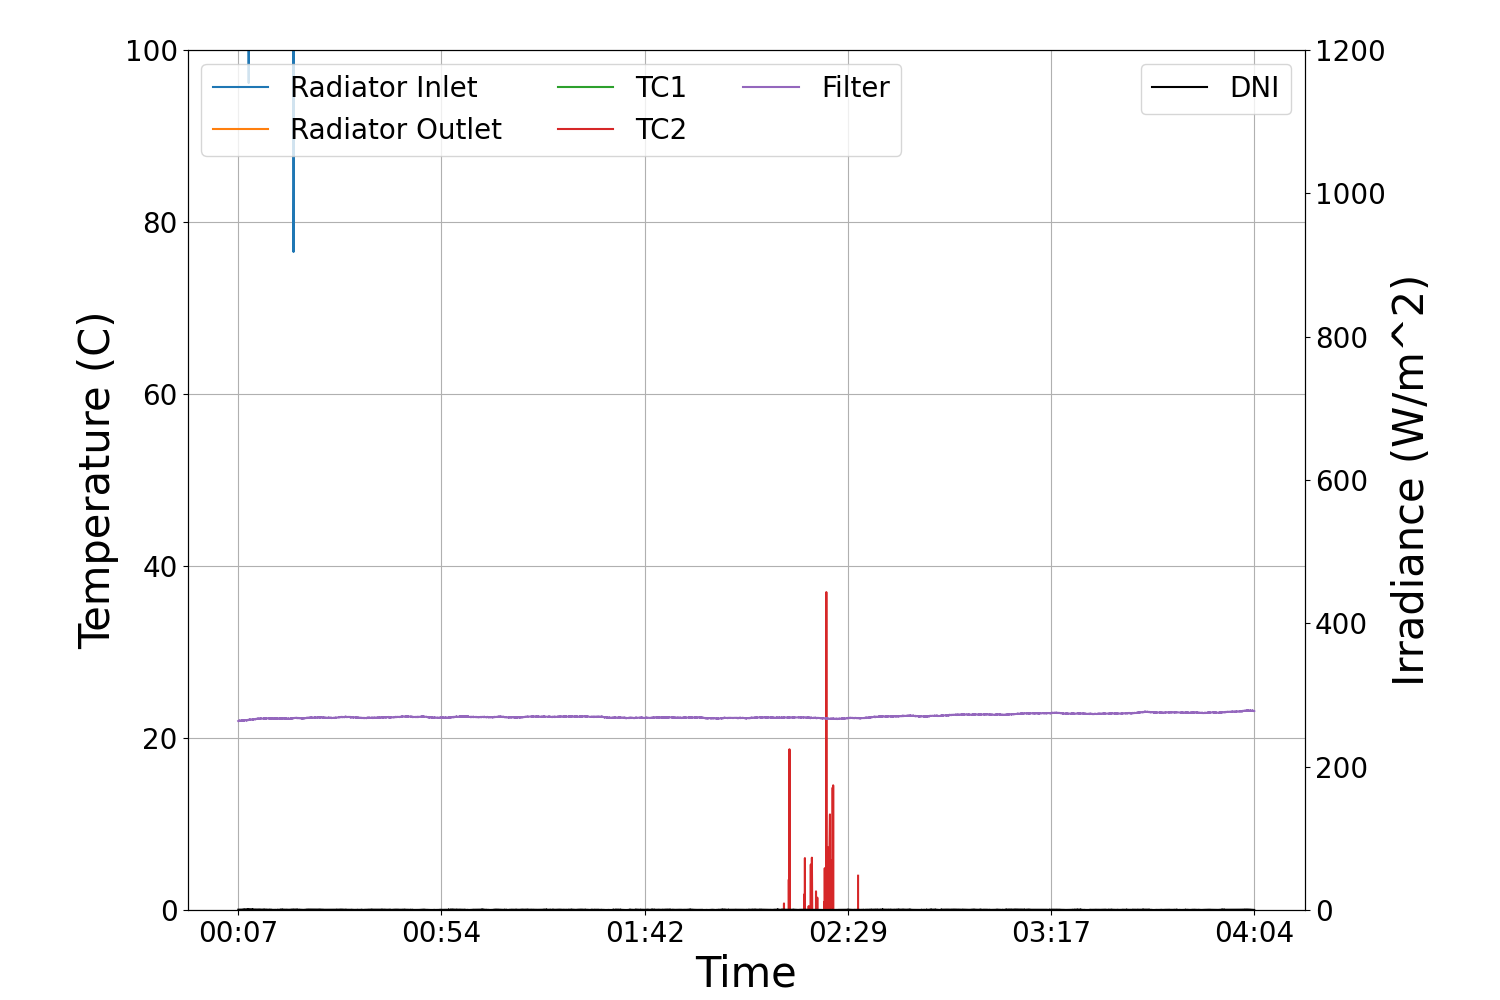 100
80
60
40
20
0
Temperature (C)
Radiator Inlet
Radiator Outlet
TC1
TC2
Filter
DNI
1200
1000
800
600
400
200
0
Irradiance (W/m^2)
00:07 00:54 01:42 02:29 03:17 04:04
Time